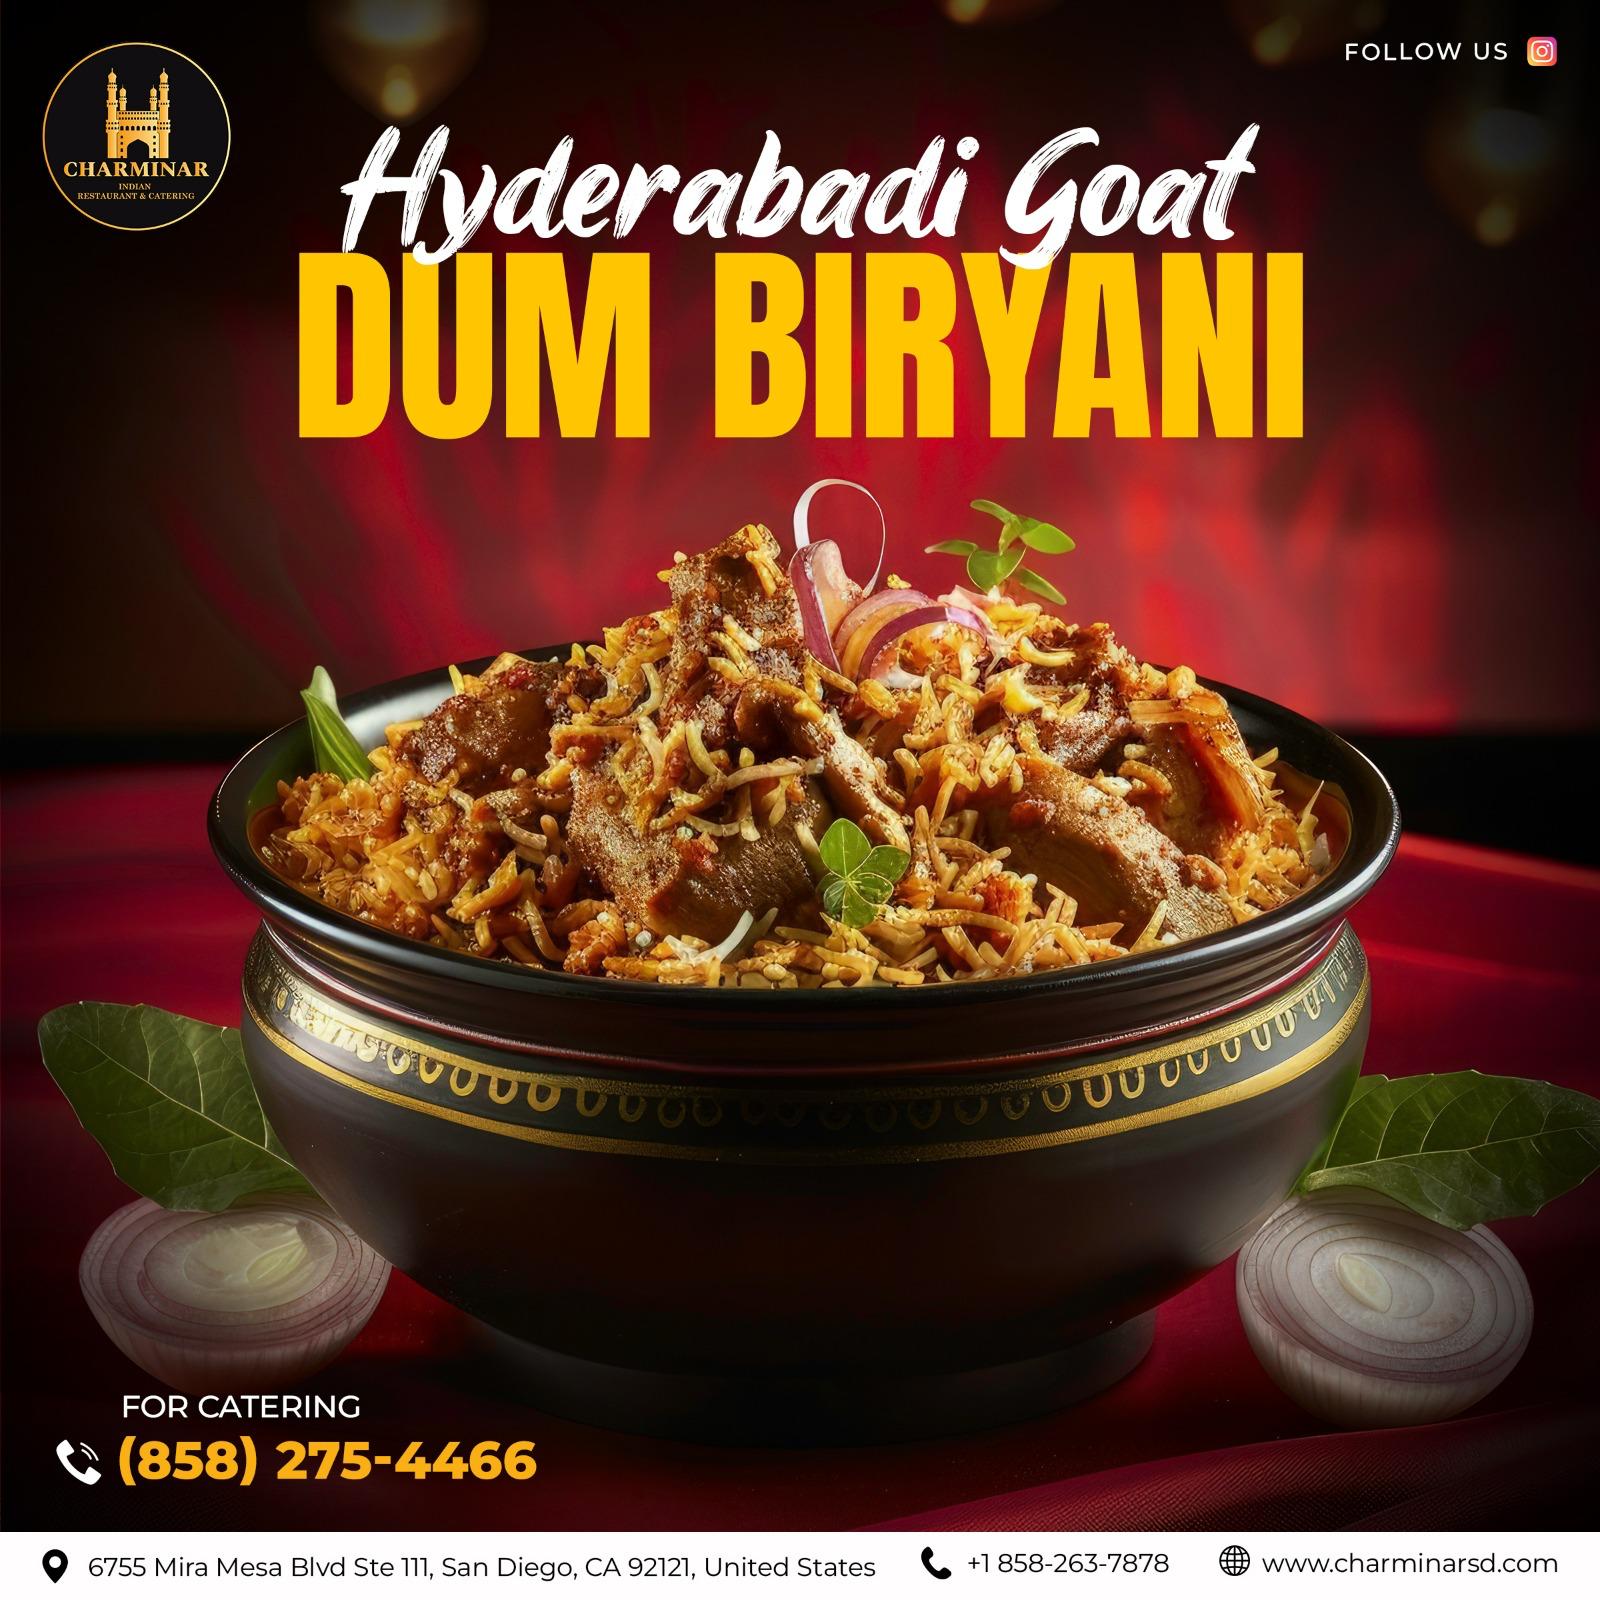 FOLLOW US
CHARMINAR
INDIAN
RESTAURANT & CATERING
Hyderabadi Goat
DUM BIRYANI
FOR CATERING
(858) 275-4466
6755 Mira Mesa Blvd Ste 111, San Diego, CA 92121, United States
+1 858-263-7878
www.charminarsd.com